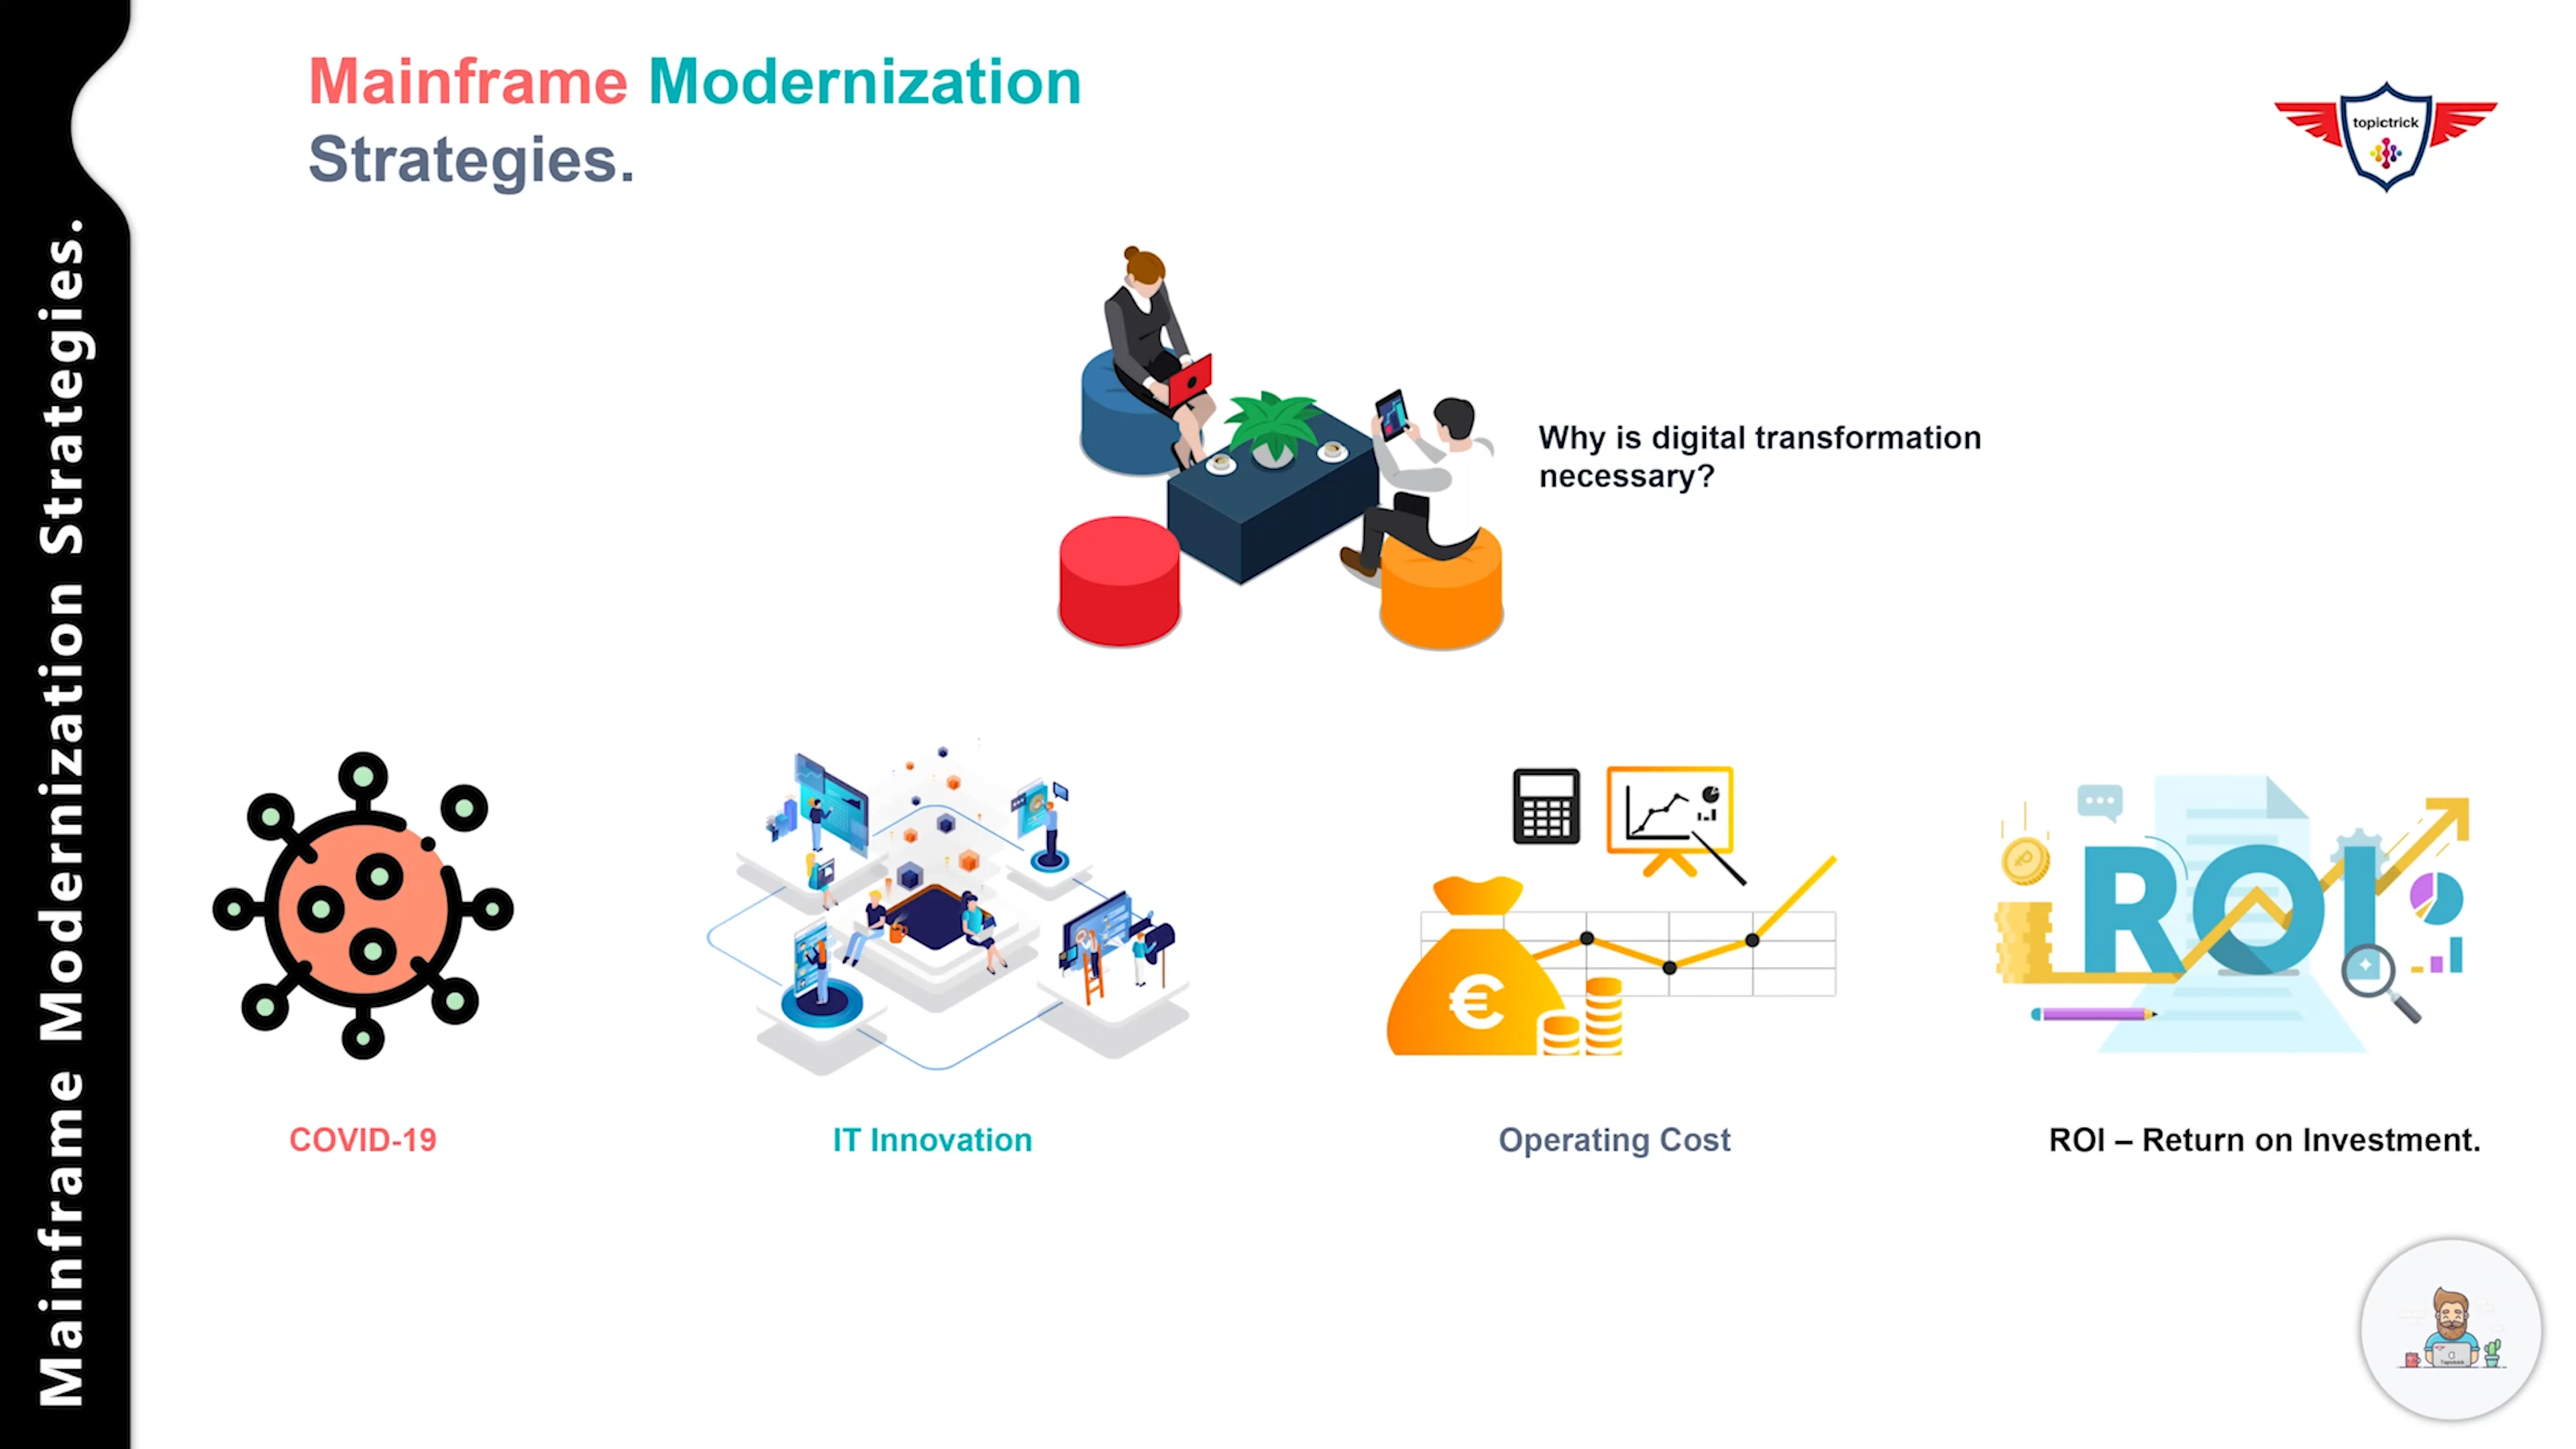 Mainframe Modernization Strategies.
Mainframe Modernization
Strategies.
topictrick
Why is digital transformation
necessary?
€
ROI
COVID-19
IT Innovation
Operating Cost
ROI – Return on Investment.